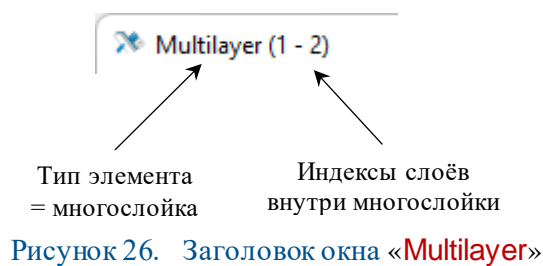 Multilayer (1 - 2)
Тип элемента
= многослойка
Индексы слоёв
внутри многослойки
Рисунок 26. Заголовок окна «Multilayer»